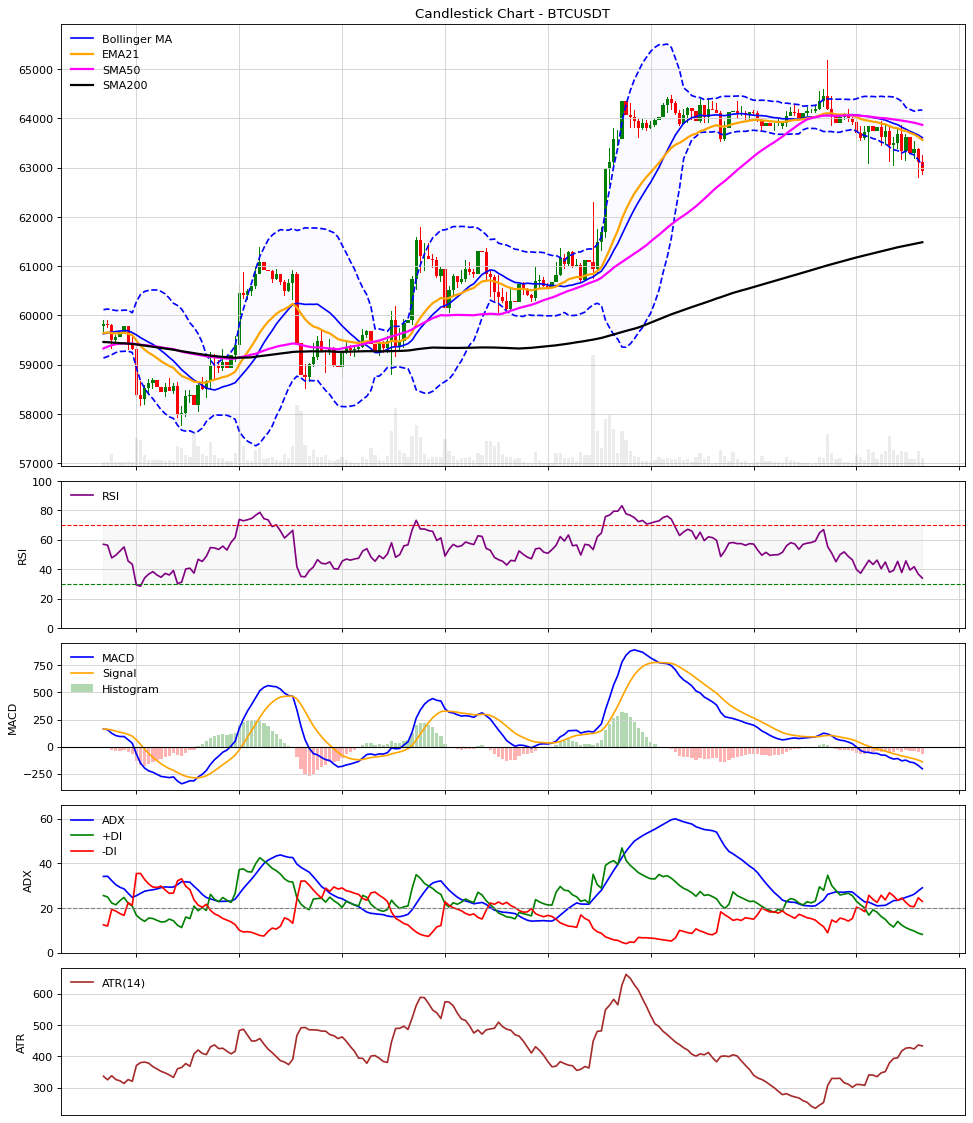 Candlestick Chart - BTCUSDT
Bollinger MA
EMA21
SMA50
SMA200
65000
64000
63000
62000
61000
60000
59000
58000
57000
RSI
RSI
100
80
60
40
20
0
MACD
Signal
Histogram
MACD
750
500
250
0
−250
ADX
+DI
-DI
ADX
60
40
20
0
ATR(14)
ATR
600
500
400
300